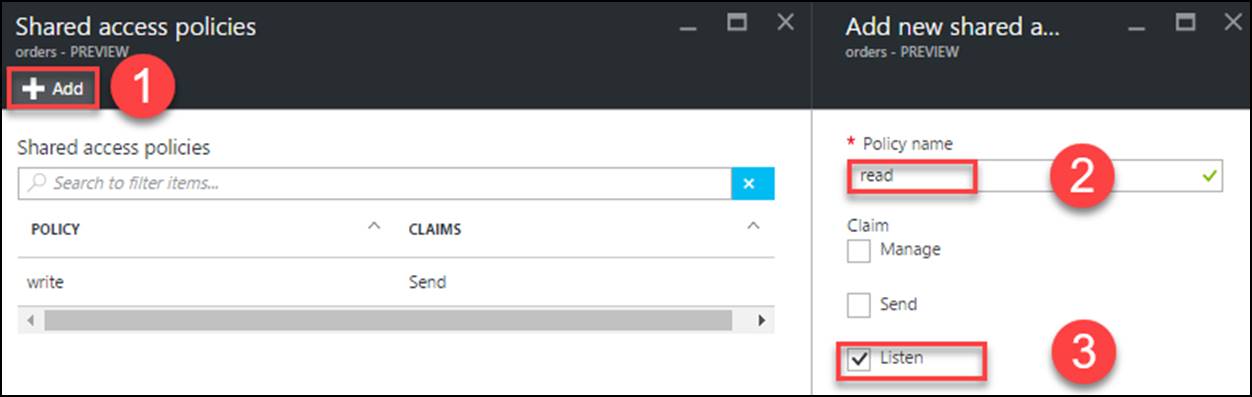 Shared access policies
orders - PREVIEW
Add
1
Shared access policies
Search to filter items...
POLICY CLAIMS
write Send
Add new shared a...
orders - PREVIEW
* Policy name
read
2
Claim
Manage
Send
Listen
3